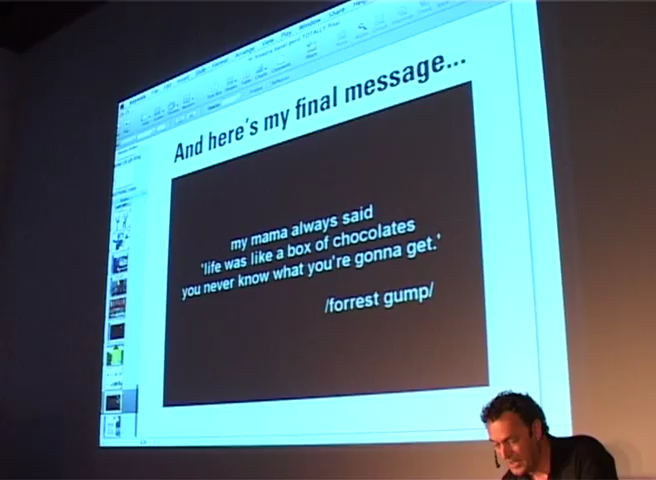 And here's my final message...
my mama always said
'life was like a box of chocolates
you never know what you're gonna get.'
/forrest gump/